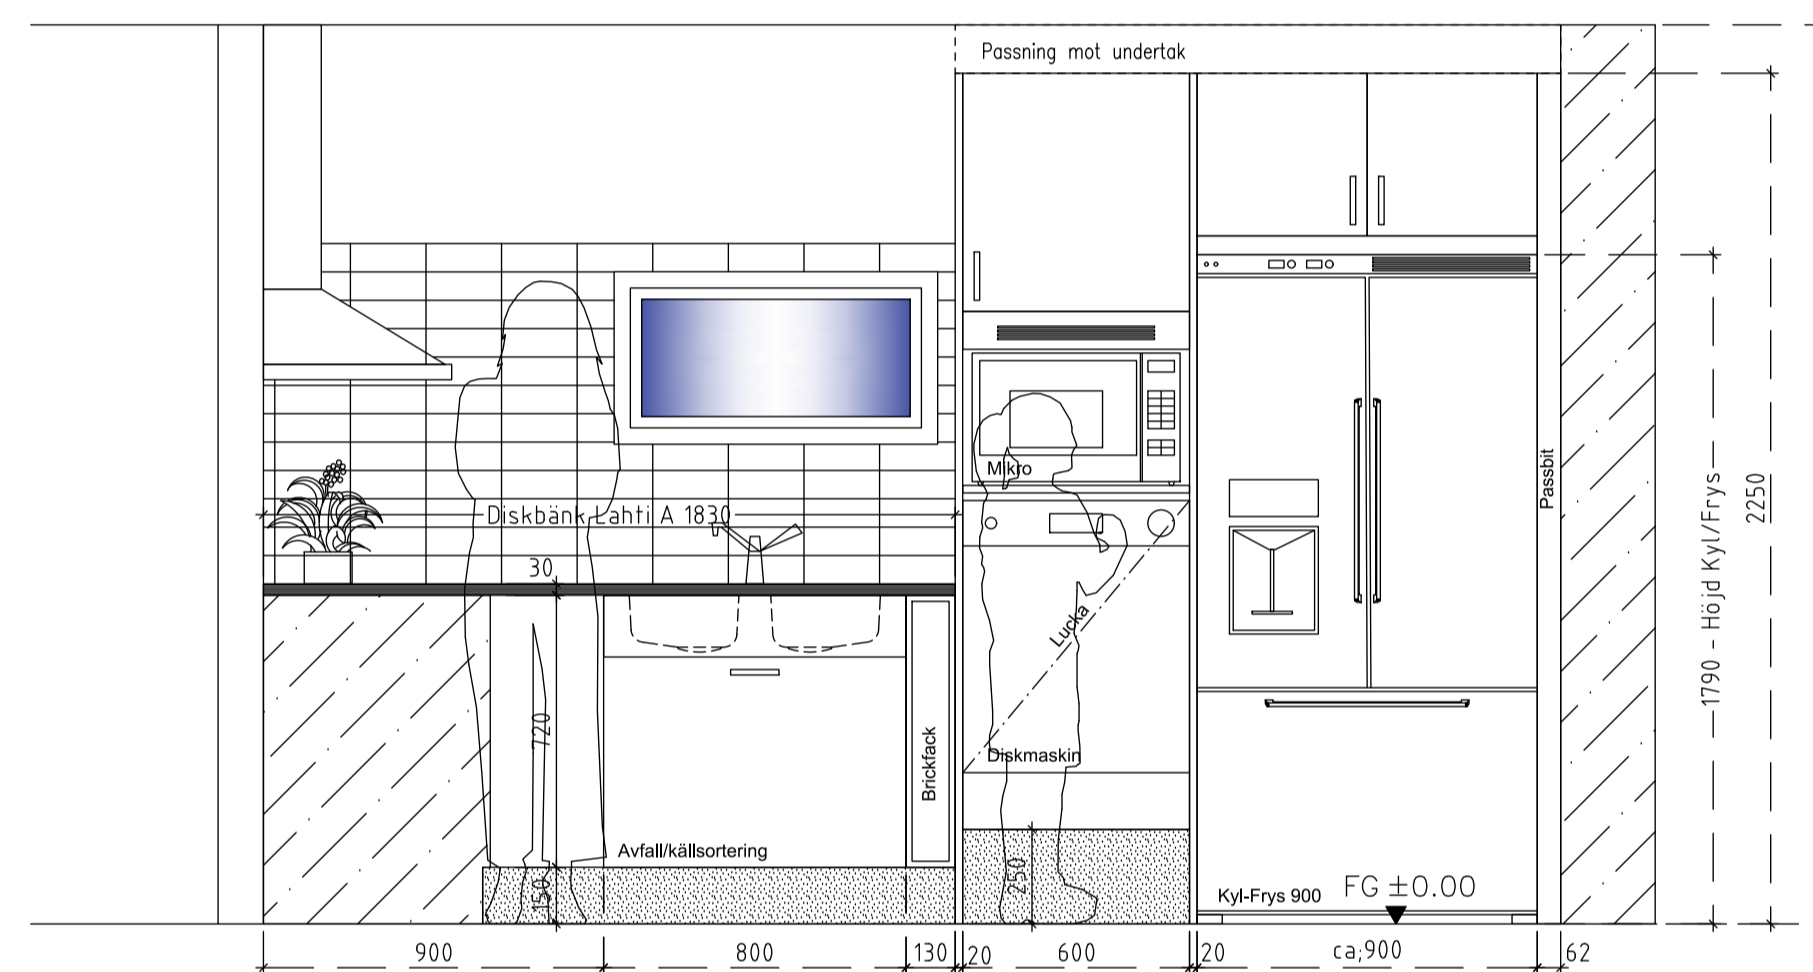 Passning mot undertak
Mikro
Diskbänk Lahti A 1830
Passbit
1790 - Höjd Kyl/Frys
2250
30
Lucka
720
Brickfack
Diskmaskin
Avfall/källsortering
150
250
Kyl-Frys 900
FG ±0.00
900
800
130
20
600
20
ca;900
62